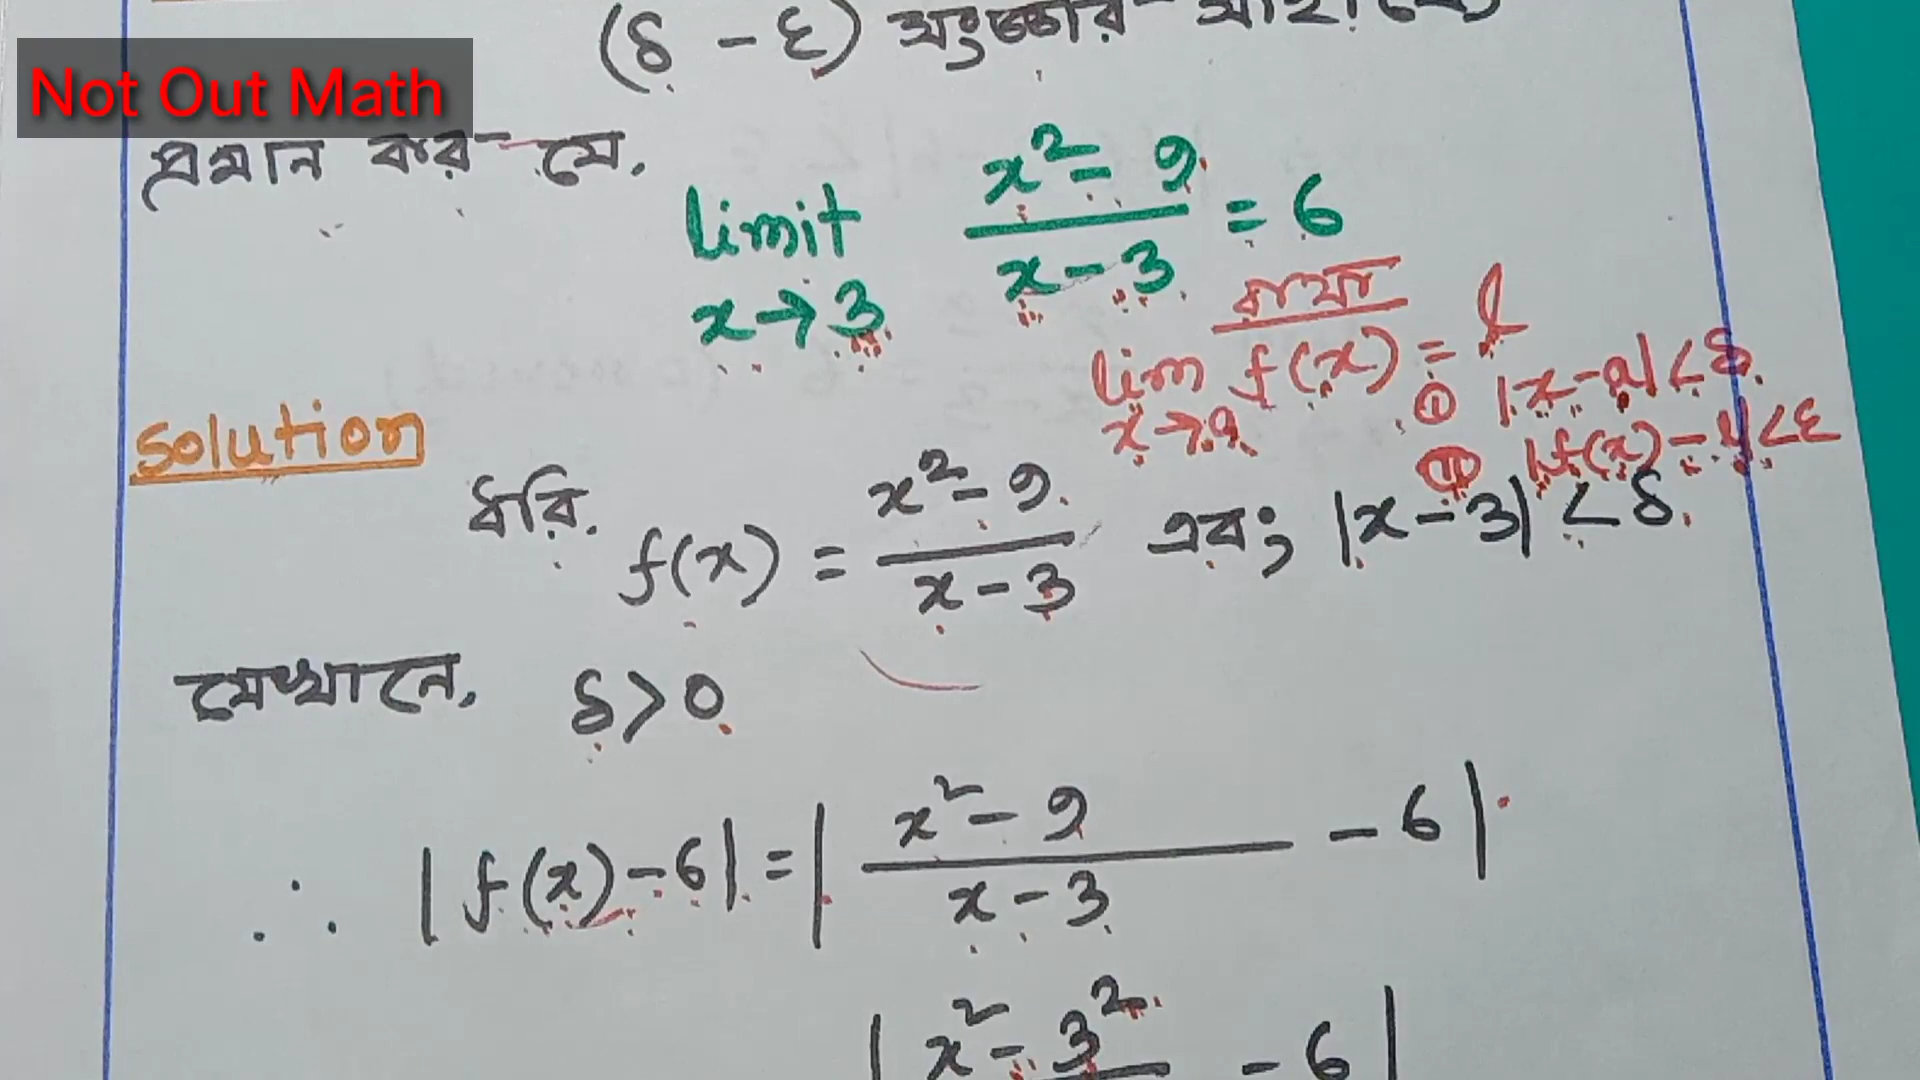 (δ - ε) সংজ্ঞার
Not Out Math
প্রমান কর যে,
limit x→3 (x² - 9)/(x - 3) = 6
ব্যাখ্যা
lim x→a f(x) = l
① |x - a| < δ
② |f(x) - l| < ε
Solution
ধরি, f(x) = (x² - 9)/(x - 3) এবং |x - 3| < δ
যেখানে, δ > 0
∴ |f(x) - 6| = |(x² - 9)/(x - 3) - 6|
|x² - 3² - 6|